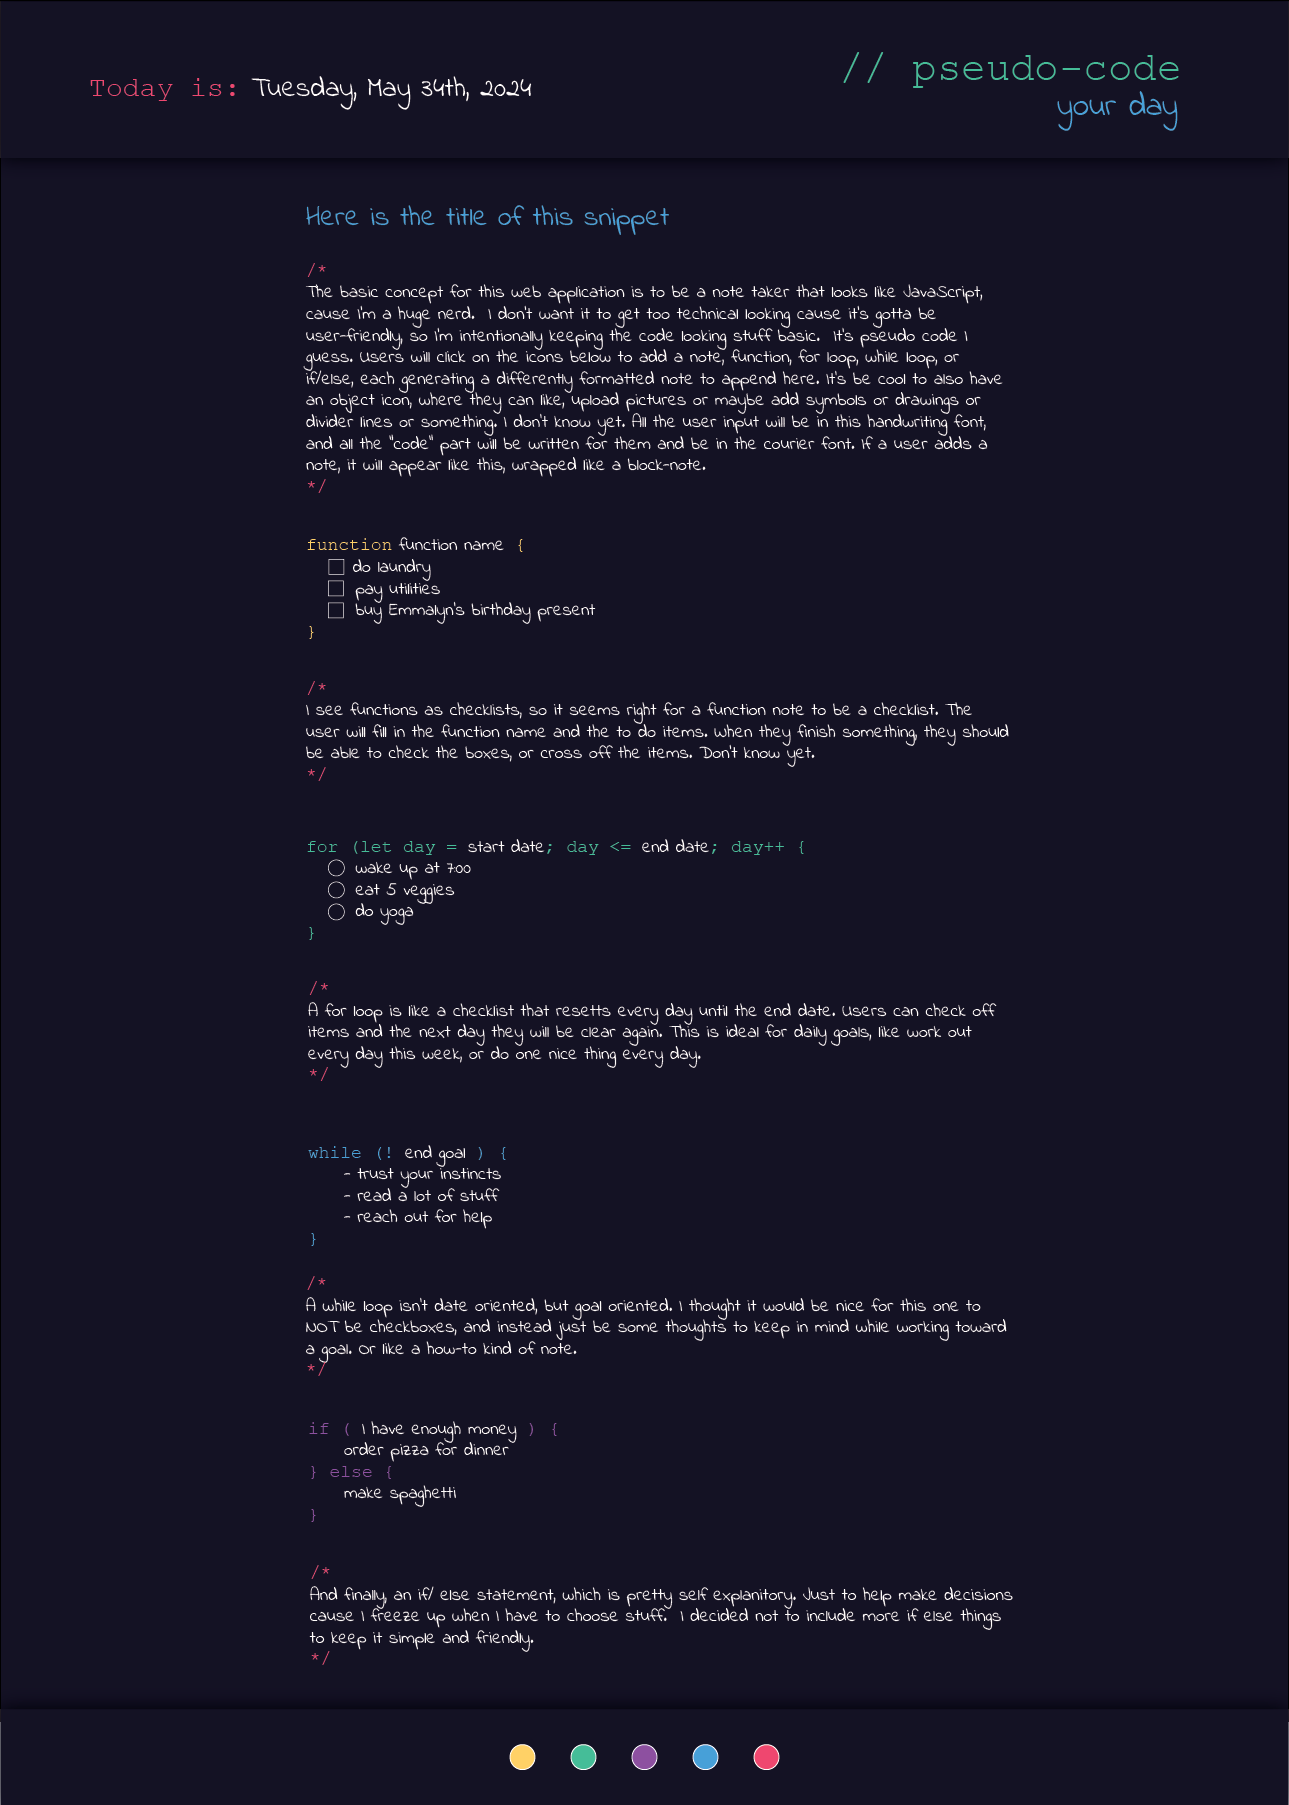 Today is: Tuesday, May 34th, 2024
// pseudo-code
your day
Here is the title of this snippet
/*
The basic concept for this web application is to be a note taker that looks like JavaScript,
cause I'm a huge nerd.  I don't want it to get too technical looking cause it's gotta be
user-friendly, so I'm intentionally keeping the code looking stuff basic.  It's pseudo code I
guess. Users will click on the icons below to add a note, function, for loop, while loop, or
if/else, each generating a differently formatted note to append here. It's be cool to also have
an object icon, where they can like, upload pictures or maybe add symbols or drawings or
divider lines or something. I don't know yet. All the user input will be in this handwriting font,
and all the "code" part will be written for them and be in the courier font. If a user adds a
note, it will appear like this, wrapped like a block-note.
*/
function function name {
do laundry
pay utilities
buy Emmalyn's birthday present
}
/*
I see functions as checklists, so it seems right for a function note to be a checklist. The
user will fill in the function name and the to do items. When they finish something, they should
be able to check the boxes, or cross off the items. Don't know yet.
*/
for (let day = start date; day <= end date; day++ {
wake up at 7:00
eat 5 veggies
do yoga
}
/*
A for loop is like a checklist that resetts every day until the end date. Users can check off
items and the next day they will be clear again. This is ideal for daily goals, like work out
every day this week, or do one nice thing every day.
*/
while (! end goal ) {
- trust your instincts
- read a lot of stuff
- reach out for help
}
/*
A while loop isn't date oriented, but goal oriented. I thought it would be nice for this one to
NOT be checkboxes, and instead just be some thoughts to keep in mind while working toward
a goal. Or like a how-to kind of note.
*/
if ( I have enough money ) {
order pizza for dinner
} else {
make spaghetti
}
/*
And finally, an if/ else statement, which is pretty self explanitory. Just to help make decisions
cause I freeze up when I have to choose stuff.  I decided not to include more if else things
to keep it simple and friendly.
*/